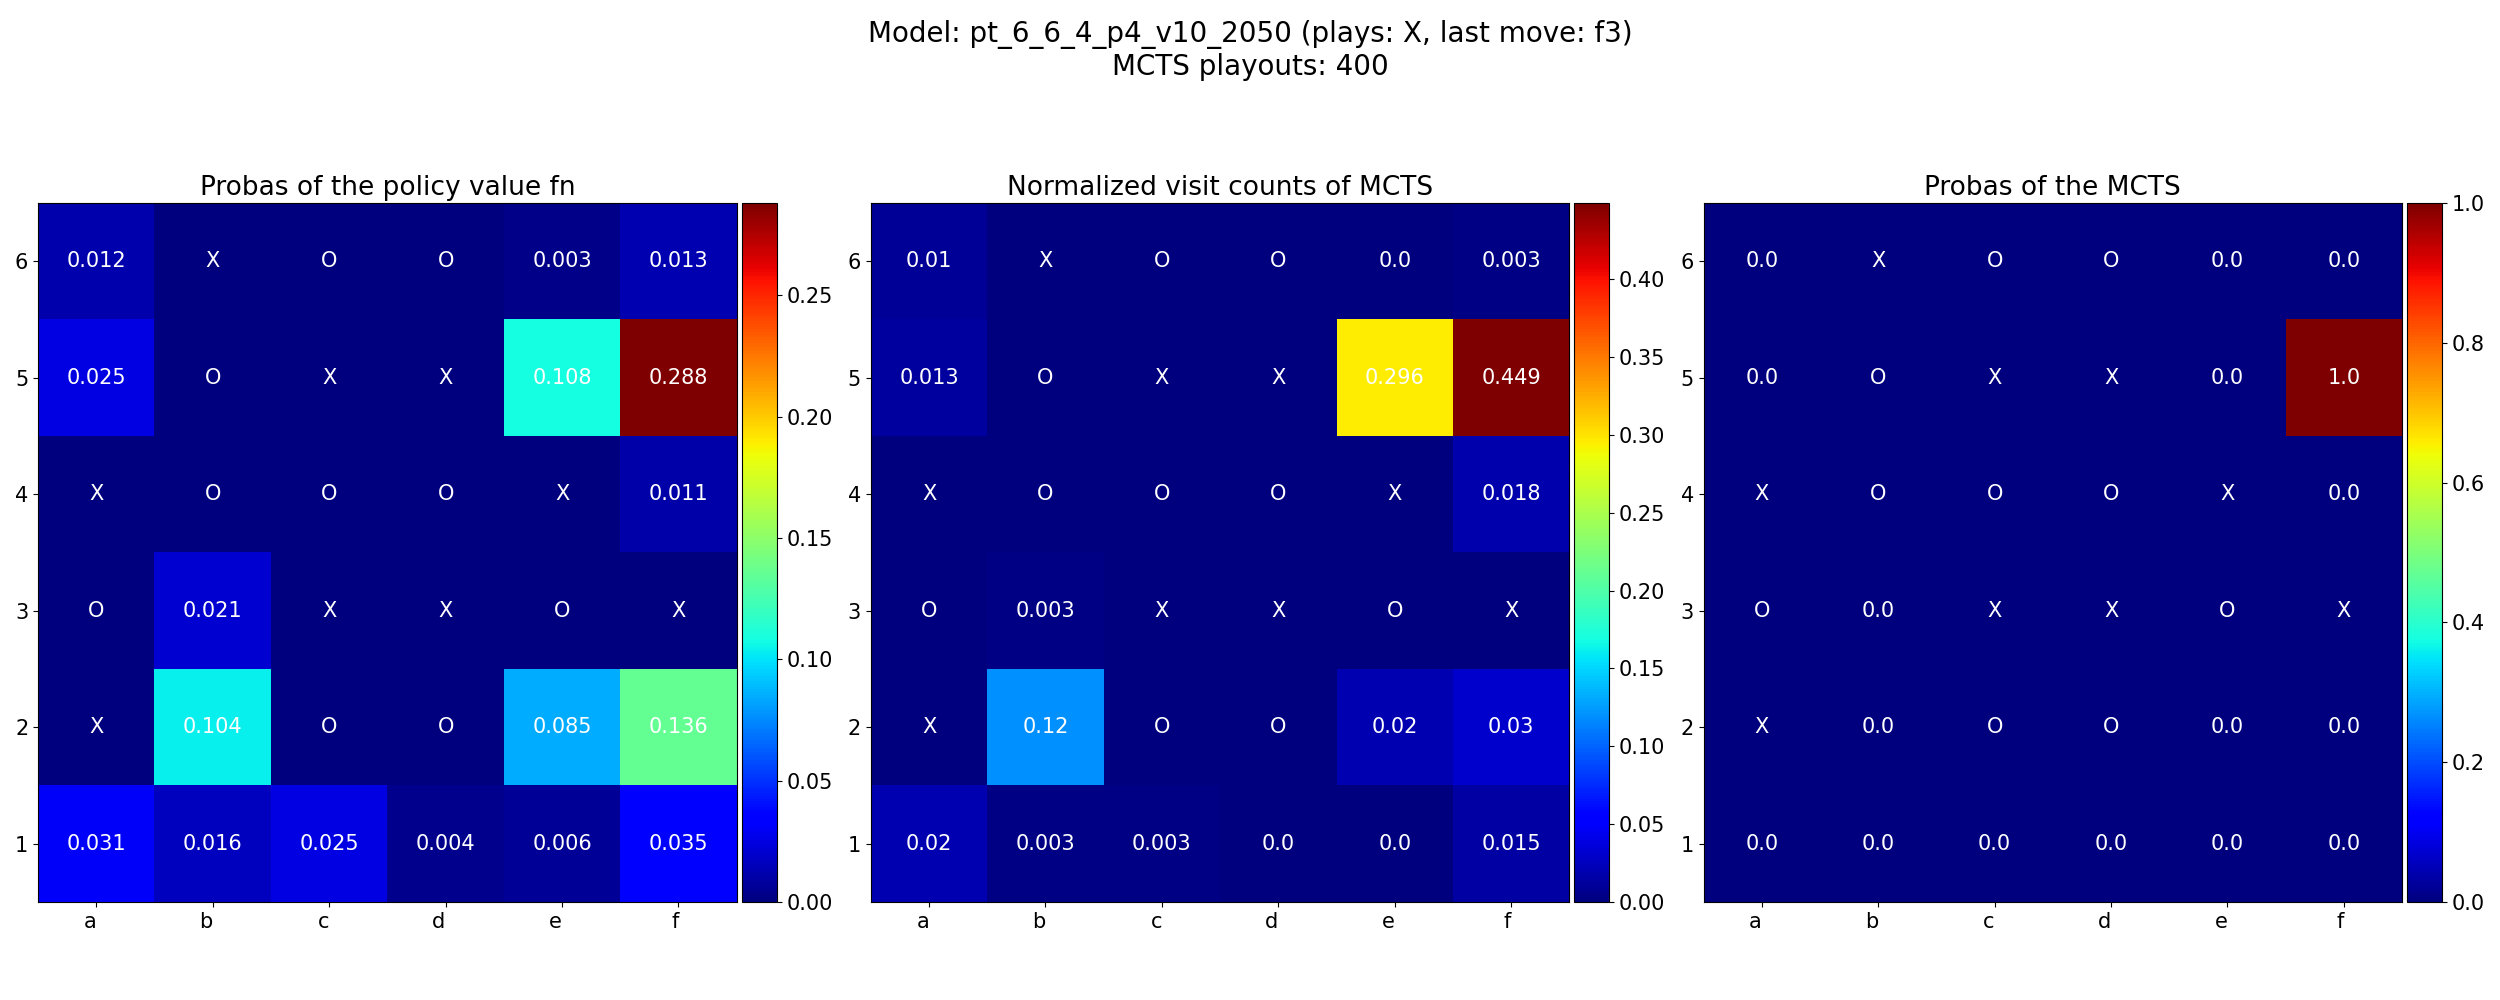 Model: pt_6_6_4_p4_v10_2050 (plays: X, last move: f3)
MCTS playouts: 400
Probas of the policy value fn
6 0.012 X O O 0.003 0.013
5 0.025 O X X 0.108 0.288
4 X O O O X 0.011
3 O 0.021 X X O X
2 X 0.104 O O 0.085 0.136
1 0.031 0.016 0.025 0.004 0.006 0.035
a b c d e f
0.25
0.20
0.15
0.10
0.05
0.00
Normalized visit counts of MCTS
6 0.01 X O O 0.0 0.003
5 0.013 O X X 0.296 0.449
4 X O O O X 0.018
3 O 0.003 X X O X
2 X 0.12 O O 0.02 0.03
1 0.02 0.003 0.003 0.0 0.0 0.015
a b c d e f
0.40
0.35
0.30
0.25
0.20
0.15
0.10
0.05
0.00
Probas of the MCTS
6 0.0 X O O 0.0 0.0
5 0.0 O X X 0.0 1.0
4 X O O O X 0.0
3 O 0.0 X X O X
2 X 0.0 O O 0.0 0.0
1 0.0 0.0 0.0 0.0 0.0 0.0
a b c d e f
1.0
0.8
0.6
0.4
0.2
0.0